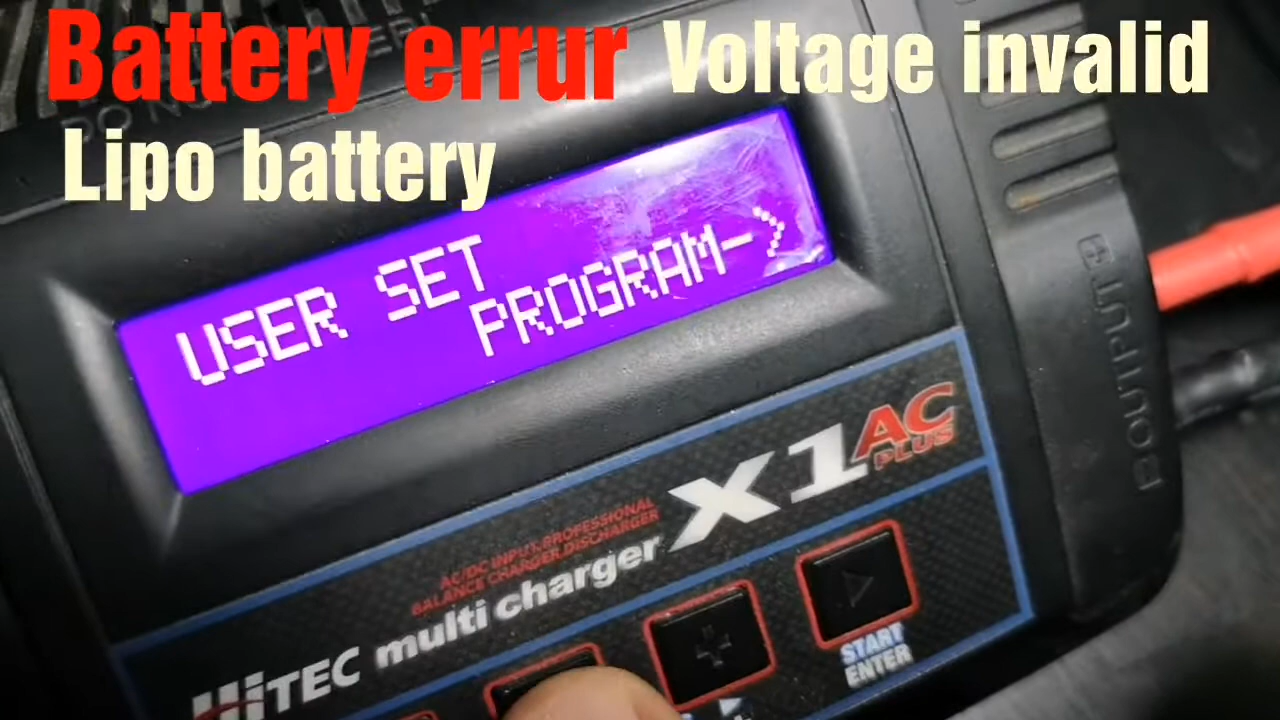 Battery errur Voltage invalid
Lipo battery
USER SET
PROGRAM->
OUTPUT
X1 AC
PLUS
AC/DC INPUT, PROFESSIONAL
BALANCE CHARGER, DISCHARGER
HiTEC multi charger
START
ENTER